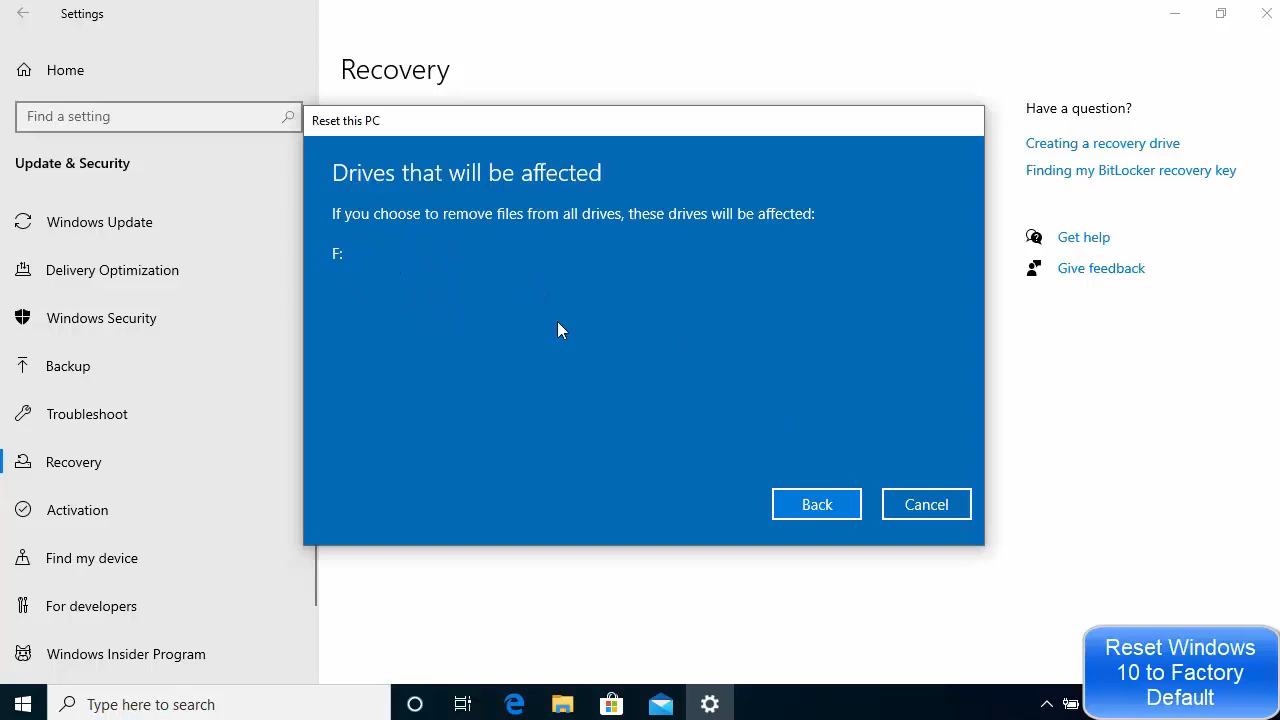 Settings
Home
Find a setting
Update & Security
Windows Update
Delivery Optimization
Windows Security
Backup
Troubleshoot
Recovery
Activation
Find my device
For developers
Windows Insider Program
Recovery
Reset this PC
Drives that will be affected
If you choose to remove files from all drives, these drives will be affected:
F:
Back
Cancel
Have a question?
Creating a recovery drive
Finding my BitLocker recovery key
Get help
Give feedback
Type here to search
Reset Windows
10 to Factory
Default